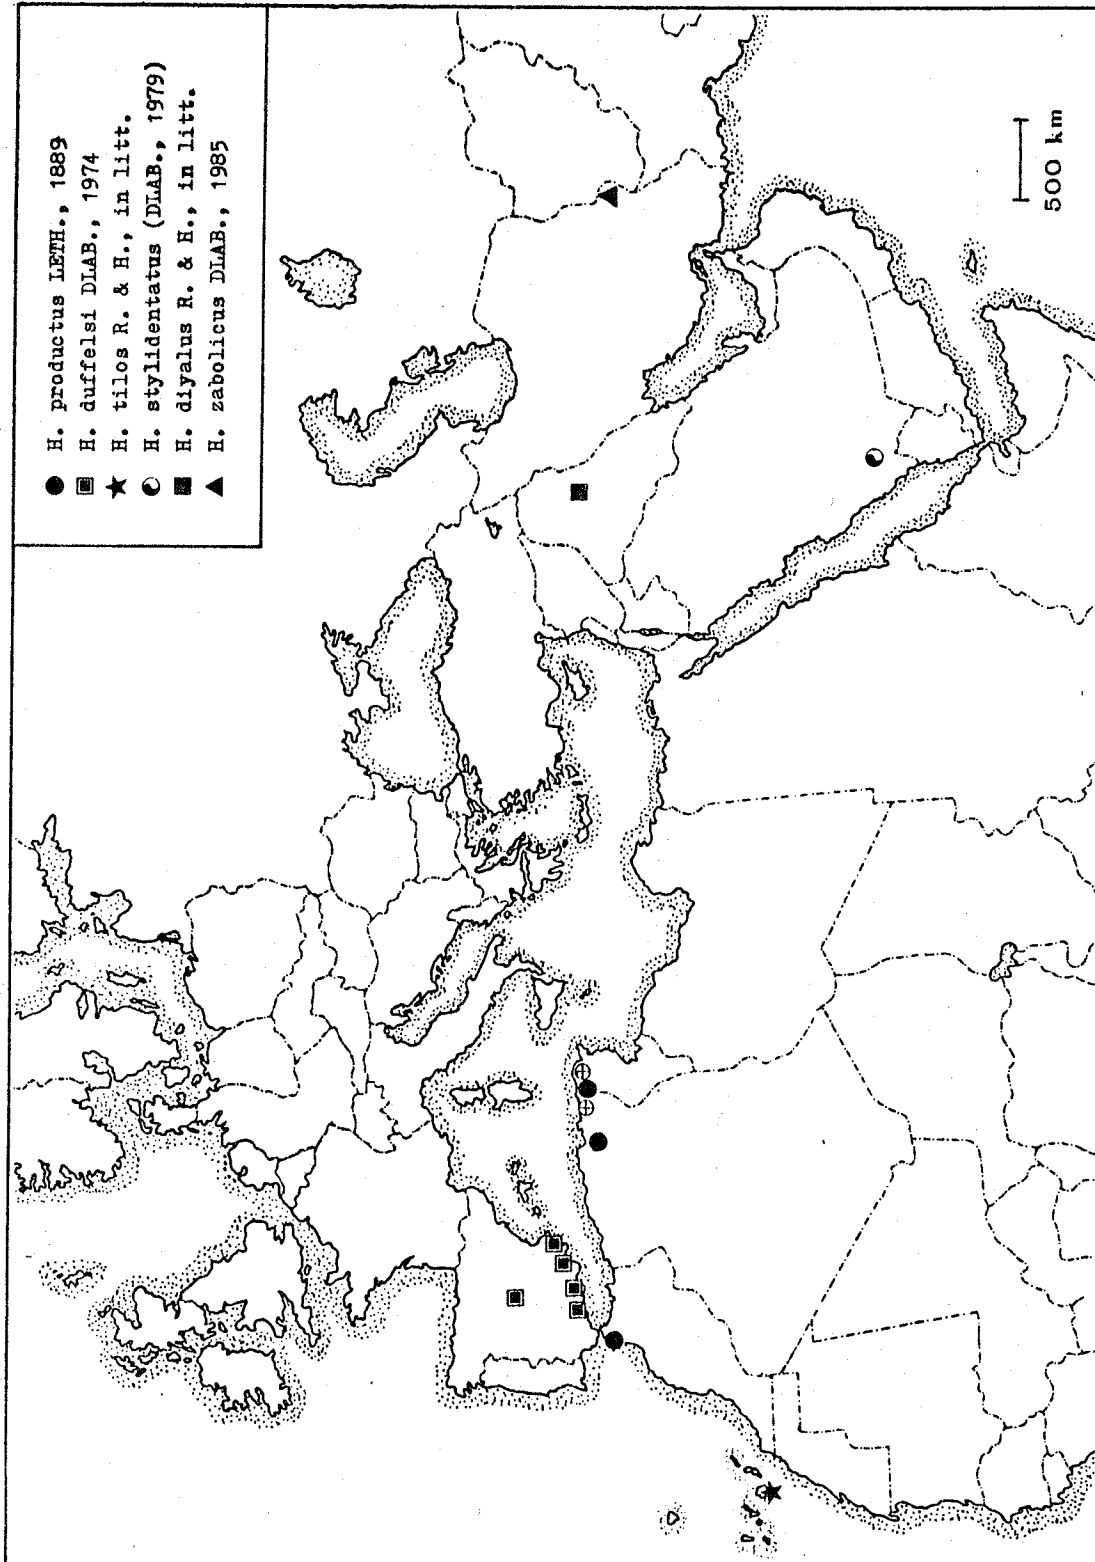 H. productus LETH., 1889
H. duffelsi DLAB., 1974
H. tilos R. & H., in litt.
H. stylidentatus (DLAB., 1979)
H. diyalus R. & H., in litt.
H. zabolicus DLAB., 1985
500 km